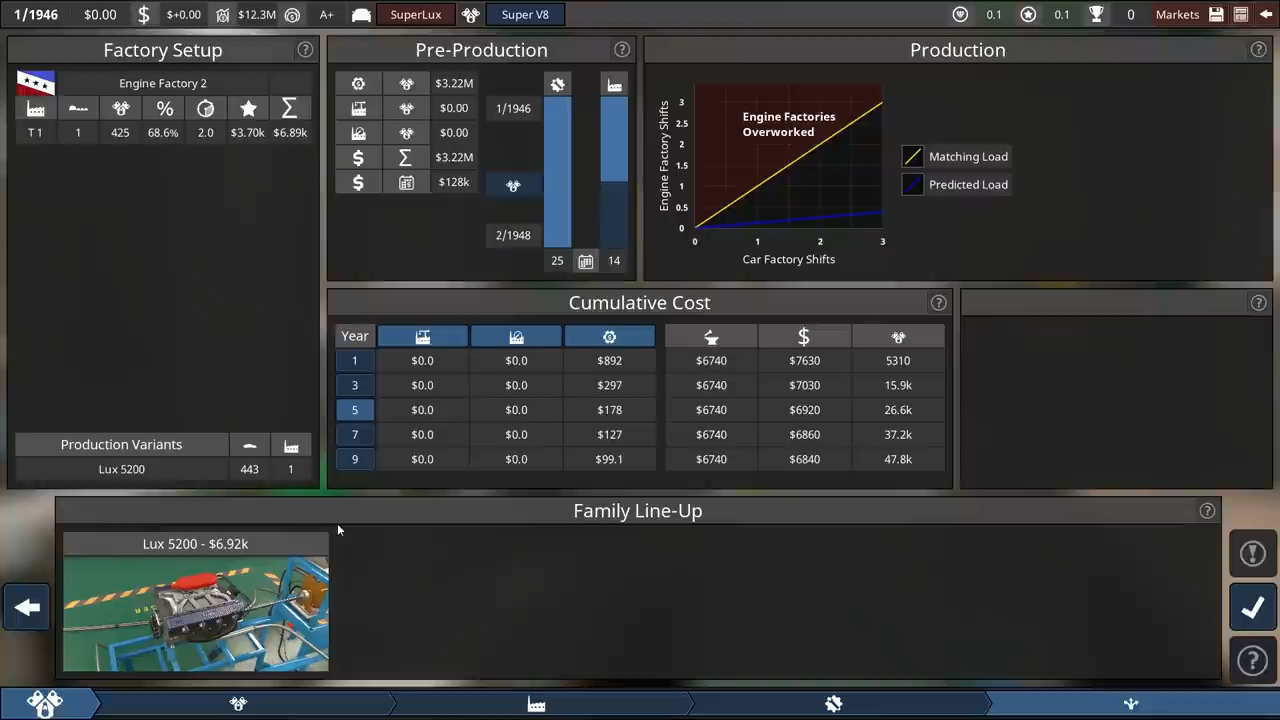 1/1946 $0.00 $ $+0.00 $12.3M A+ SuperLux Super V8 0.1 0.1 0 Markets
Factory Setup
Engine Factory 2
% Σ
T 1 1 425 68.6% 2.0 $3.70k $6.89k
Production Variants
Lux 5200 443 1
Pre-Production
$3.22M
$0.00
$0.00
$ Σ $3.22M
$ $128k
1/1946
2/1948
25 14
Production
Engine Factory Shifts
3
2.5
2
1.5
1
0.5
0
Engine Factories
Overworked
0 1 2 3
Car Factory Shifts
Matching Load
Predicted Load
Cumulative Cost
Year $
1 $0.0 $0.0 $892 $6740 $7630 5310
3 $0.0 $0.0 $297 $6740 $7030 15.9k
5 $0.0 $0.0 $178 $6740 $6920 26.6k
7 $0.0 $0.0 $127 $6740 $6860 37.2k
9 $0.0 $0.0 $99.1 $6740 $6840 47.8k
Family Line-Up
Lux 5200 - $6.92k